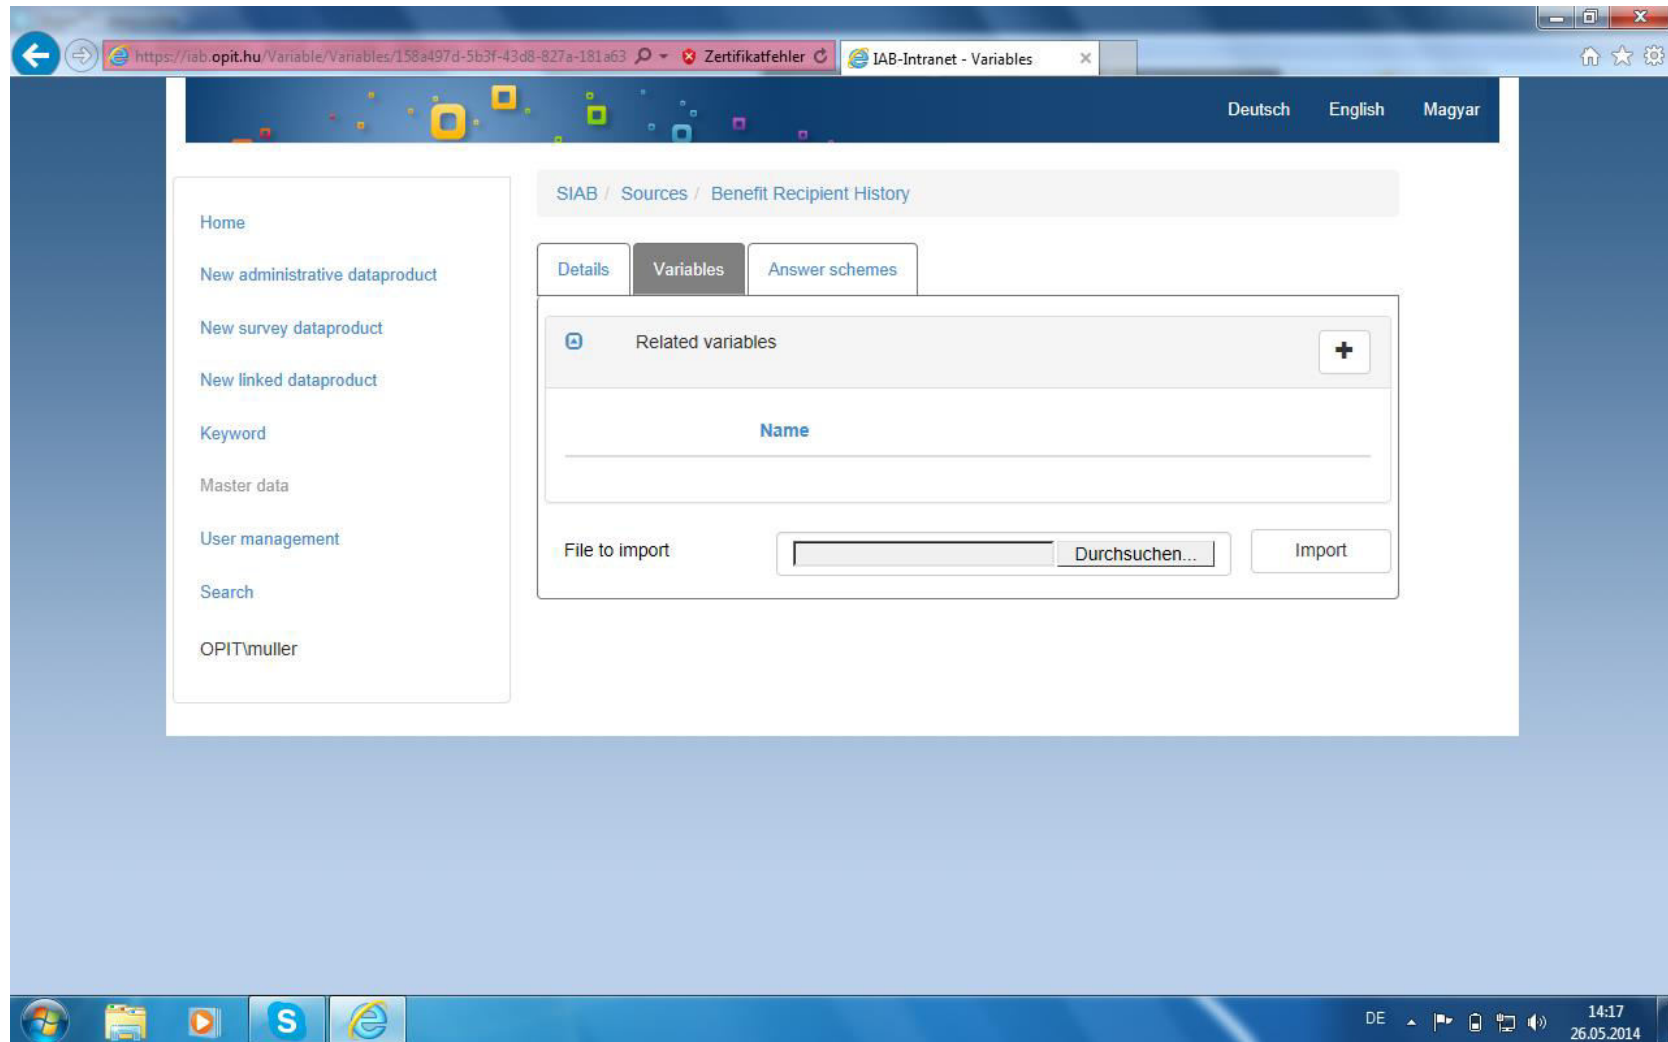 https://iab.opit.hu/Variable/Variables/158a497d-5b3f-43d8-827a-181a63 Zertifikatfehler IAB-Intranet - Variables
Deutsch English Magyar
SIAB / Sources / Benefit Recipient History
Home
New administrative dataproduct
New survey dataproduct
New linked dataproduct
Keyword
Master data
User management
Search
OPIT\muller
Details Variables Answer schemes
Related variables
Name
File to import Durchsuchen... Import
DE 14:17
26.05.2014